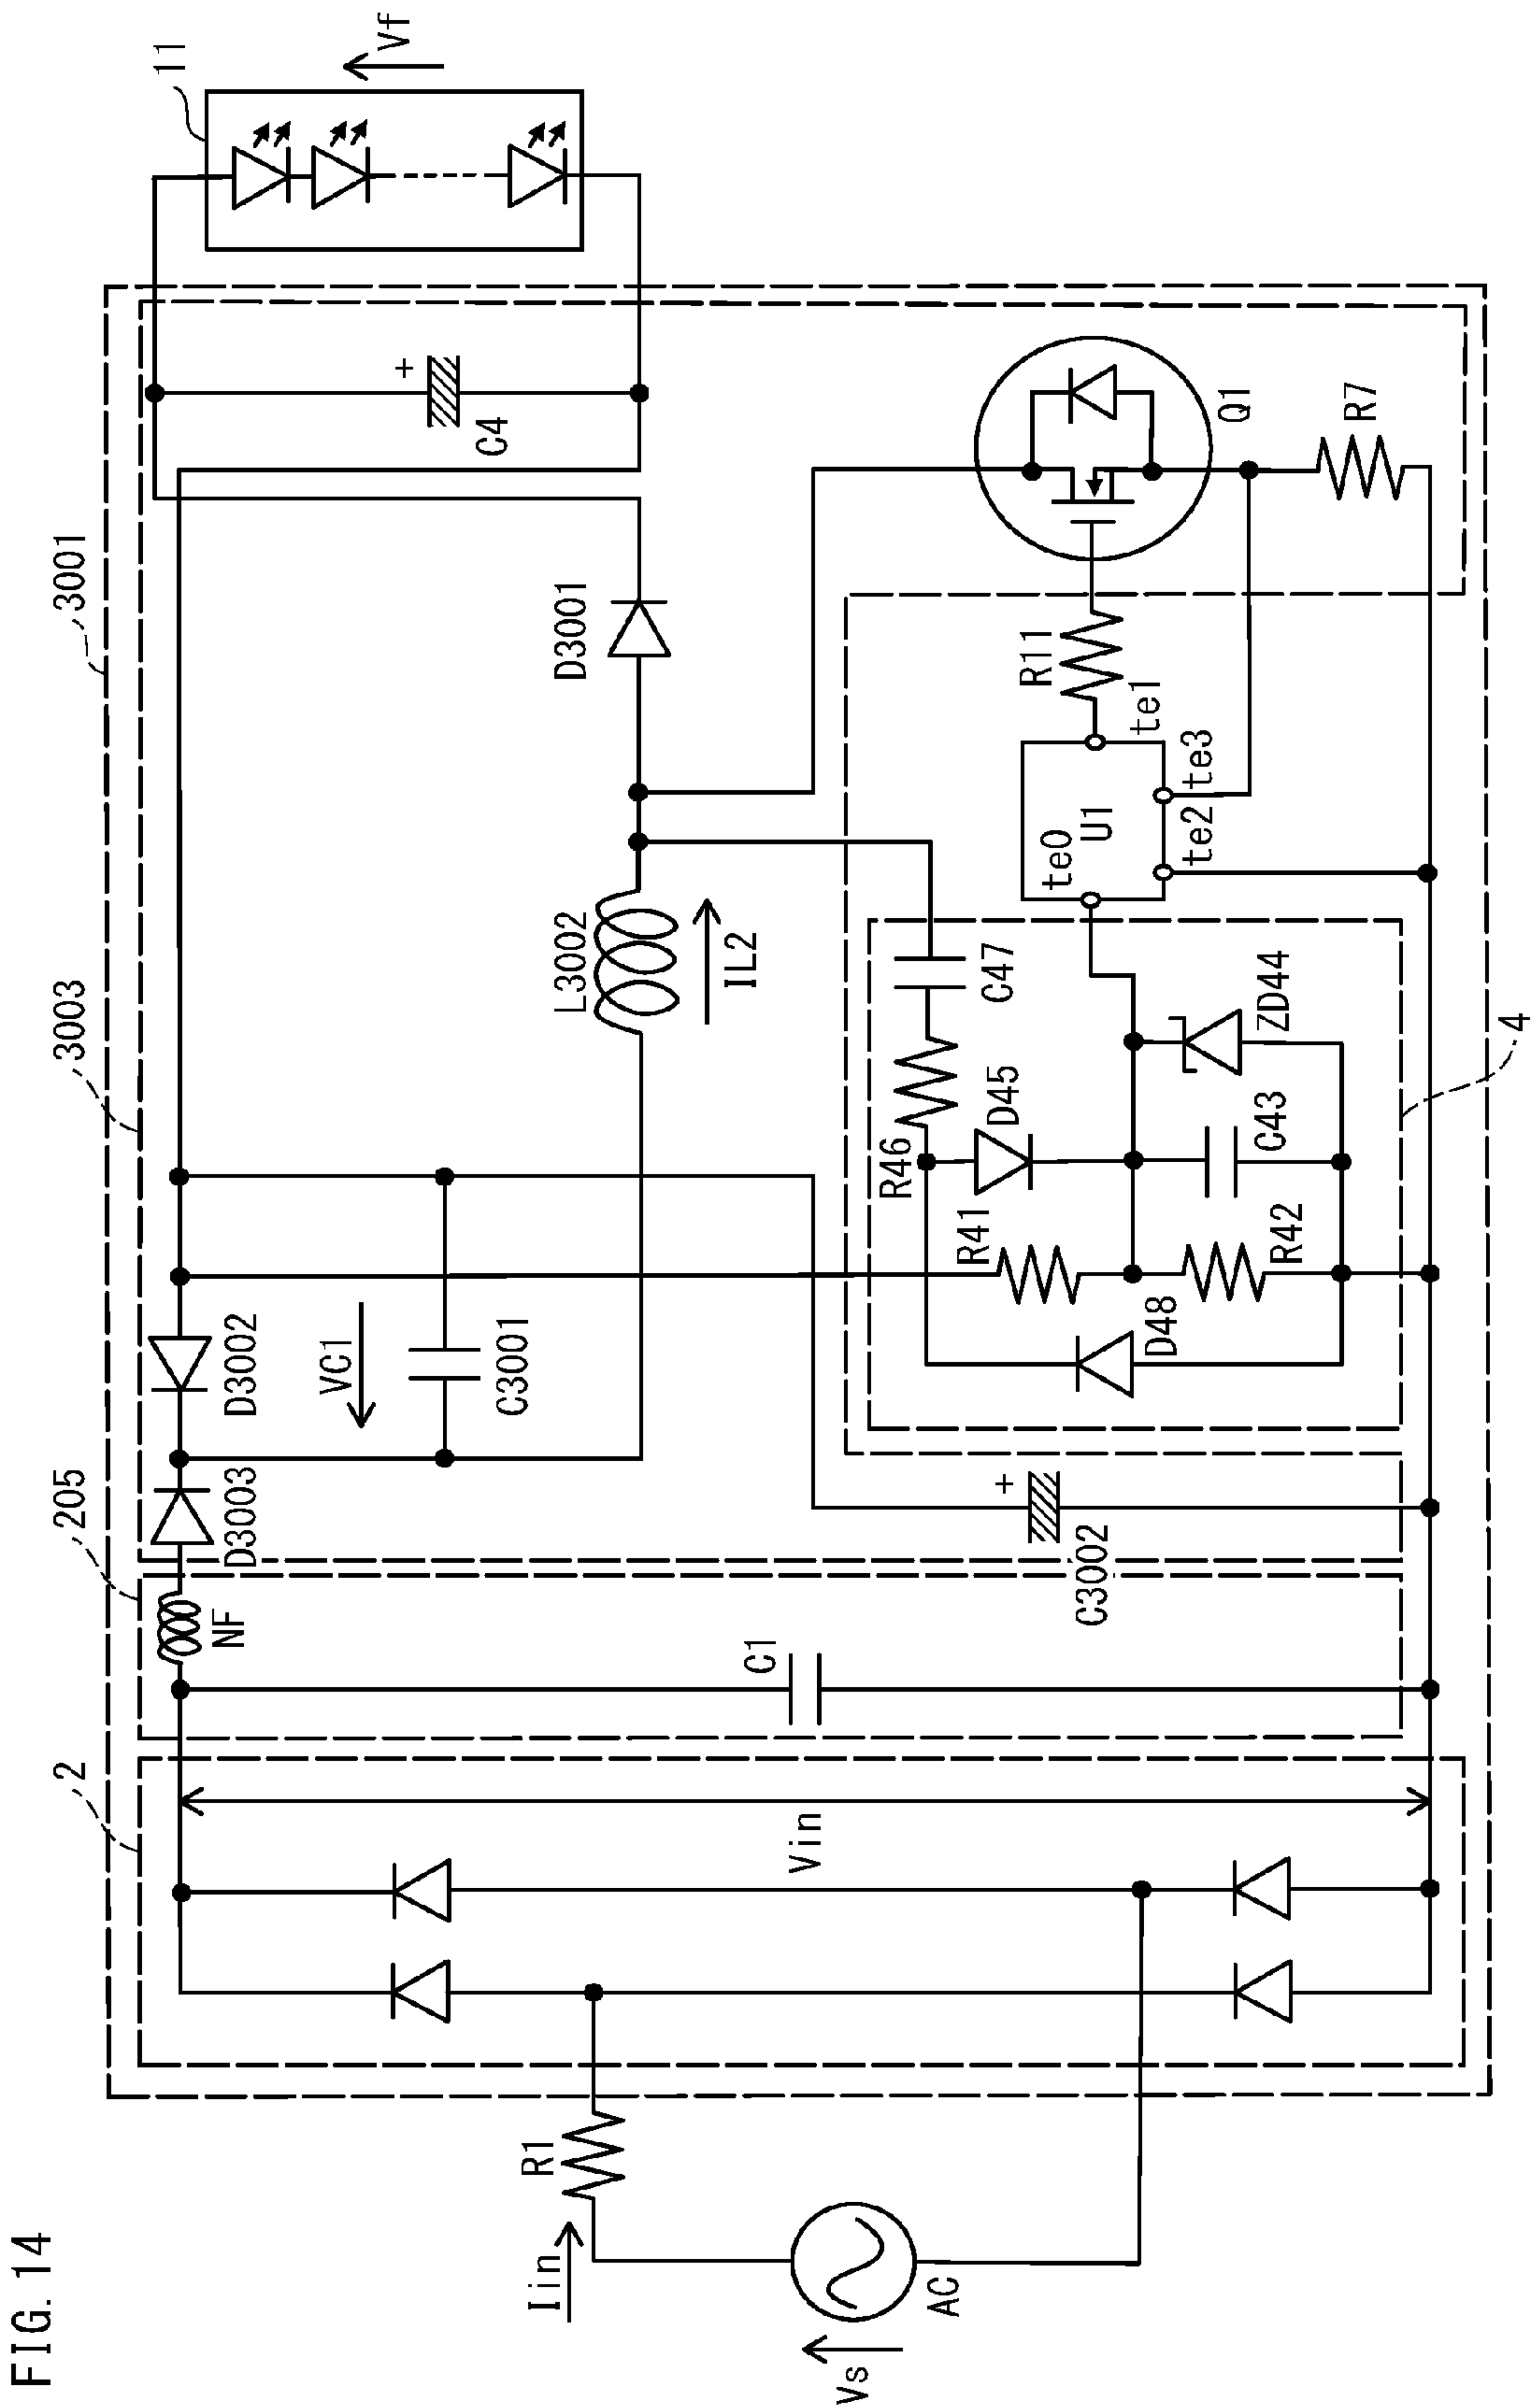 FIG. 14
3001
3003
205
2
11
Vf
NF
D3003
D3002
VC1
C3001
L3002
IL2
D3001
C4
+
Iin
R1
Vs
AC
Vin
C1
C3002
+
D48
R41
R42
R46
D45
C43
C47
ZD44
te0
U1
te1
te2
te3
R11
Q1
R7
4